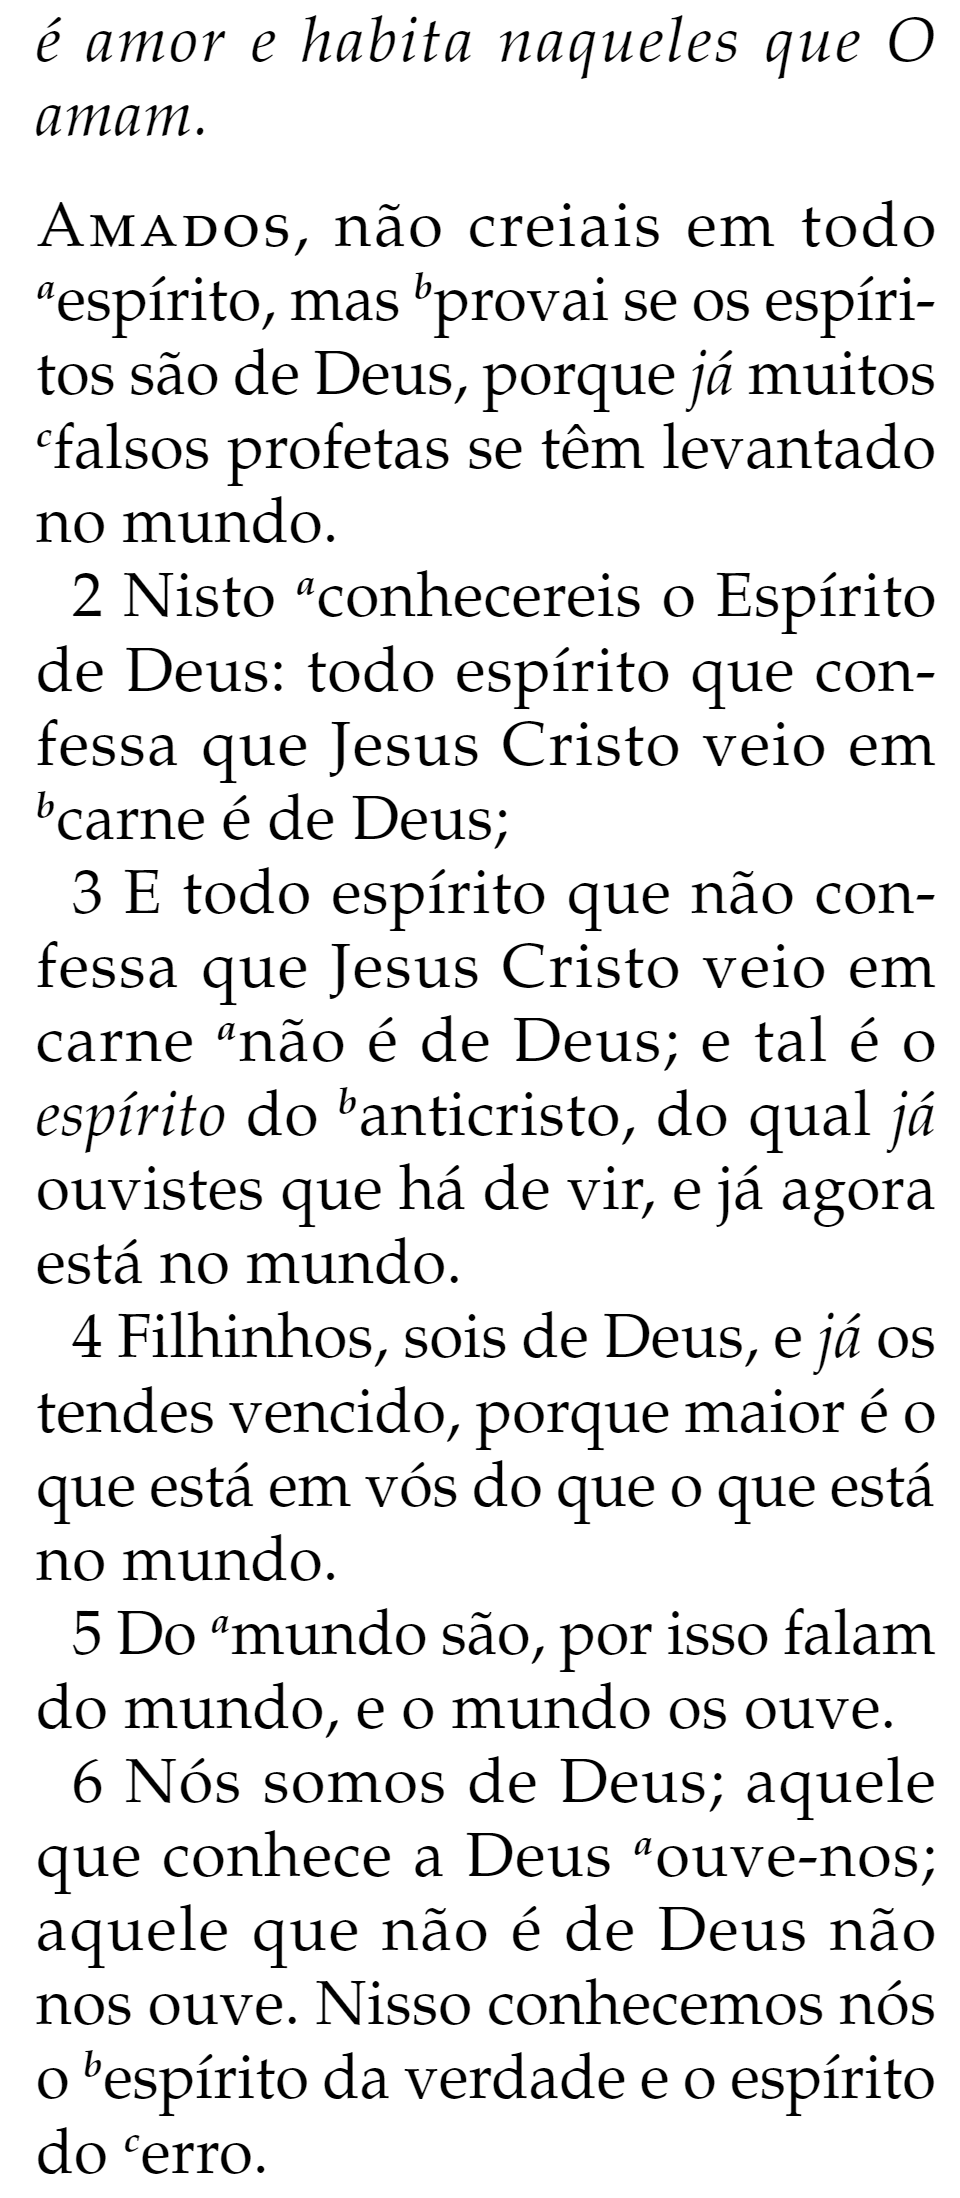 é amor e habita naqueles que O
amam.
Amados, não creiais em todo
aespírito, mas bprovai se os espíri-
tos são de Deus, porque já muitos
cfalsos profetas se têm levantado
no mundo.
2 Nisto aconhecereis o Espírito
de Deus: todo espírito que con-
fessa que Jesus Cristo veio em
bcarne é de Deus;
3 E todo espírito que não con-
fessa que Jesus Cristo veio em
carne anão é de Deus; e tal é o
espírito do banticristo, do qual já
ouvistes que há de vir, e já agora
está no mundo.
4 Filhinhos, sois de Deus, e já os
tendes vencido, porque maior é o
que está em vós do que o que está
no mundo.
5 Do amundo são, por isso falam
do mundo, e o mundo os ouve.
6 Nós somos de Deus; aquele
que conhece a Deus aouve-nos;
aquele que não é de Deus não
nos ouve. Nisso conhecemos nós
o bespírito da verdade e o espírito
do cerro.